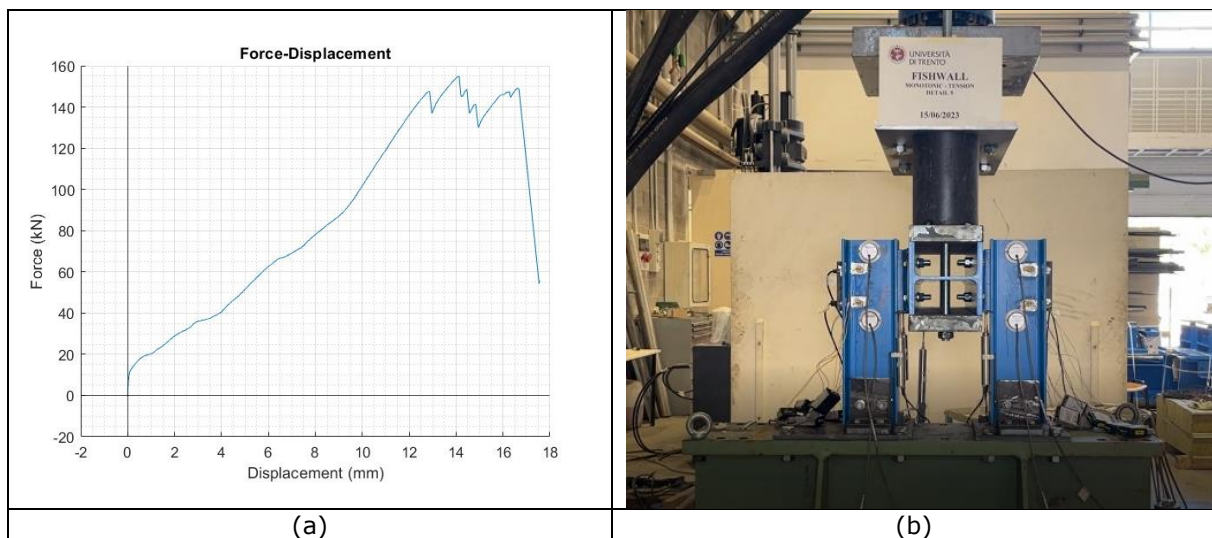 Force-Displacement
160
140
120
100
80
60
40
20
0
-20
-2
0
2
4
6
8
10
12
14
16
18
Force (kN)
Displacement (mm)
UNIVERSITÀ
DI TRENTO
FISHWALL
MONOTONIC - TENSION
DETAIL 5
15/06/2023
(a)
(b)